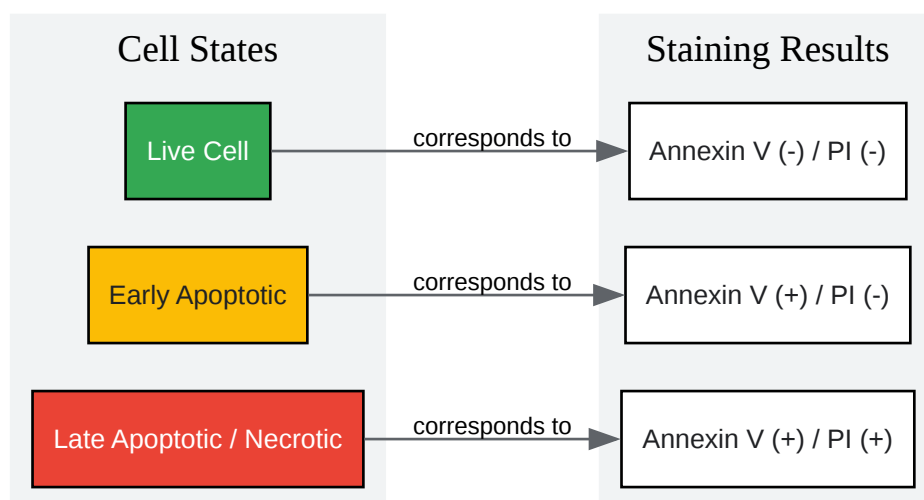 Cell States
Staining Results
Live Cell
corresponds to
Annexin V (-) / PI (-)
Early Apoptotic
corresponds to
Annexin V (+) / PI (-)
Late Apoptotic / Necrotic
corresponds to
Annexin V (+) / PI (+)